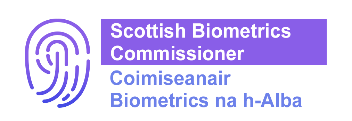 Scottish Biometrics
Commissioner
Coimiseanair
Biometrics na h-Alba